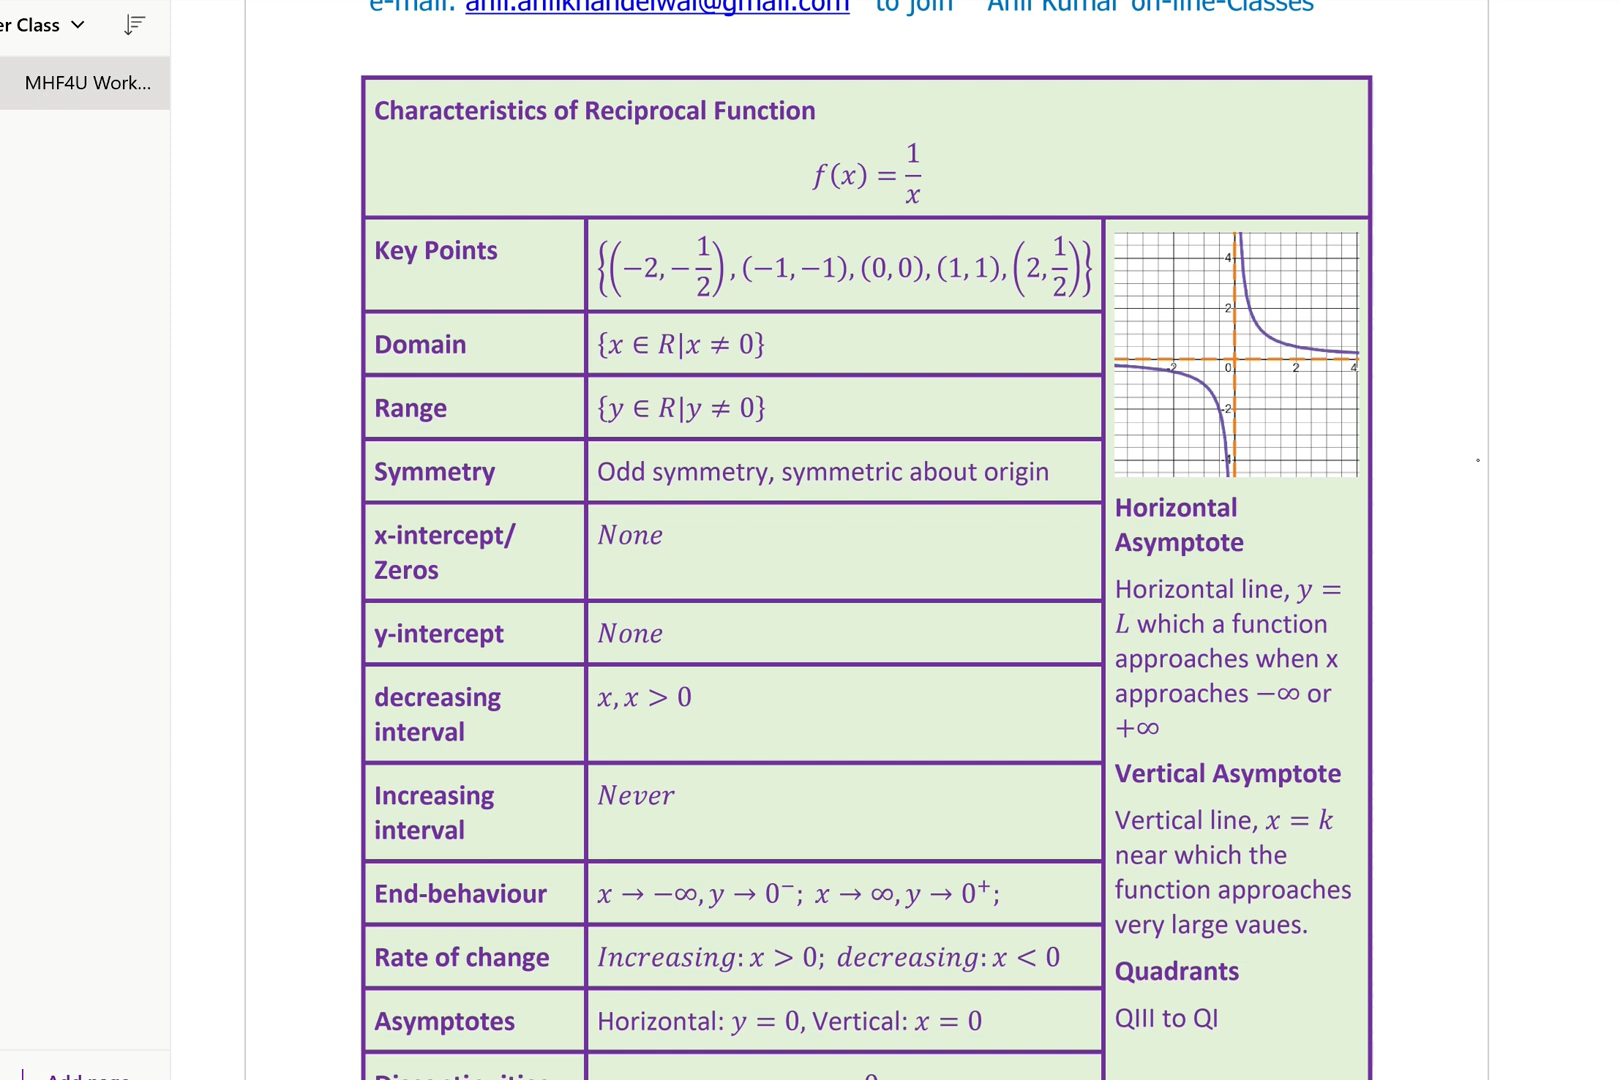 er Class
MHF4U Work...
e-mail: anil.anilkhandelwal@gmail.com to join Anil Kumar on-line-Classes
Characteristics of Reciprocal Function
f(x) = 1/x
Key Points {(−2, −1/2), (−1, −1), (0, 0), (1, 1), (2, 1/2)}
Domain {x ∈ R|x ≠ 0}
Range {y ∈ R|y ≠ 0}
Symmetry Odd symmetry, symmetric about origin
x-intercept/
Zeros
None
y-intercept None
decreasing
interval
x, x > 0
Increasing
interval
Never
End-behaviour x → −∞, y → 0⁻; x → ∞, y → 0⁺;
Rate of change Increasing: x > 0; decreasing: x < 0
Asymptotes Horizontal: y = 0, Vertical: x = 0
4
2
-2 0 2 4
-2
-4
Horizontal
Asymptote
Horizontal line, y =
L which a function
approaches when x
approaches −∞ or
+∞
Vertical Asymptote
Vertical line, x = k
near which the
function approaches
very large vaues.
Quadrants
QIII to QI
Add page